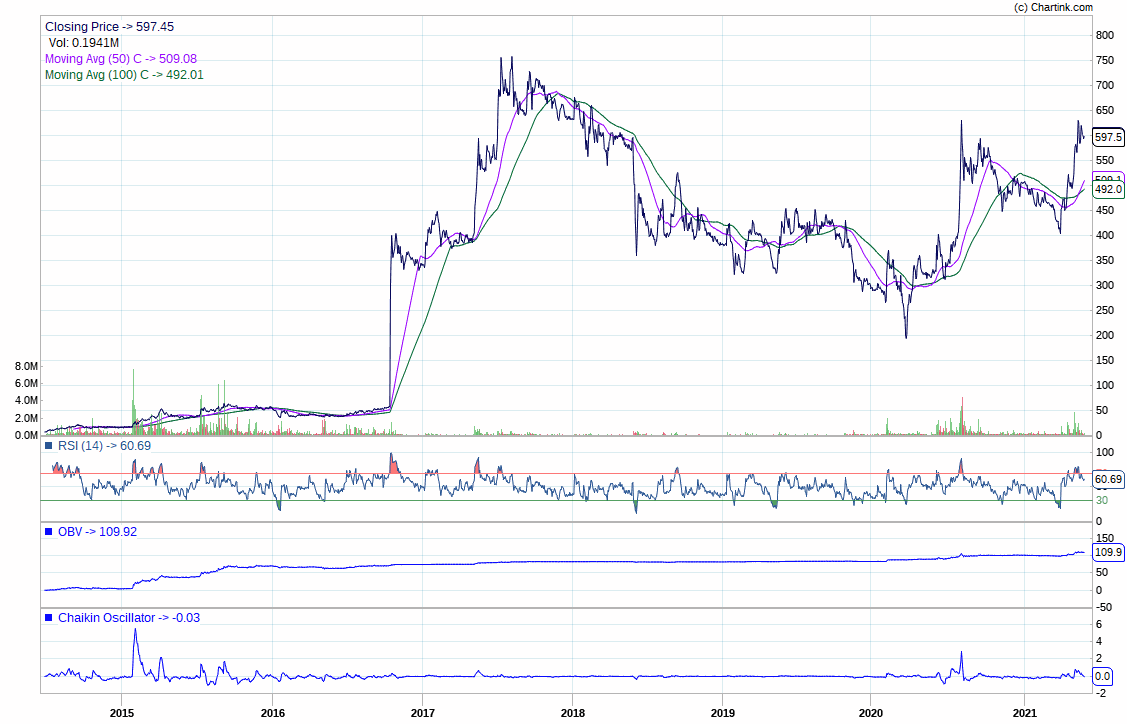 (c) Chartink.com
Closing Price -> 597.45
Vol: 0.1941M
Moving Avg (50) C -> 509.08
Moving Avg (100) C -> 492.01
800
750
700
650
597.5
550
492.0
450
400
350
300
250
200
150
100
50
0
8.0M
6.0M
4.0M
2.0M
0.0M
RSI (14) -> 60.69
100
60.69
30
0
OBV -> 109.92
150
109.9
50
0
-50
Chaikin Oscillator -> -0.03
6
4
2
0.0
-2
2015 2016 2017 2018 2019 2020 2021